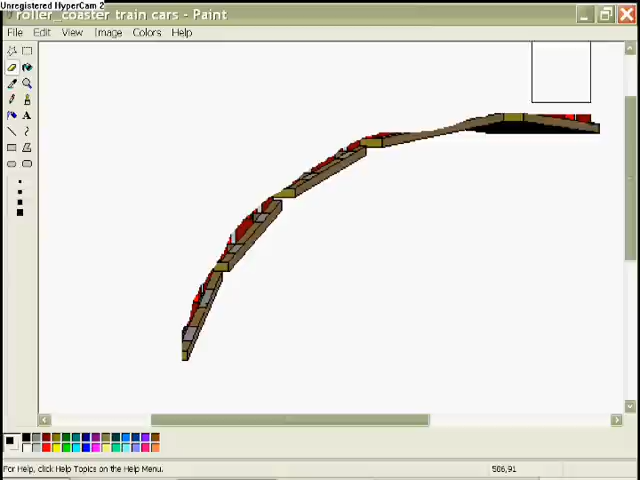 Unregistered HyperCam 2
roller_coaster train cars - Paint
File Edit View Image Colors Help
A
For Help, click Help Topics on the Help Menu.
506,91